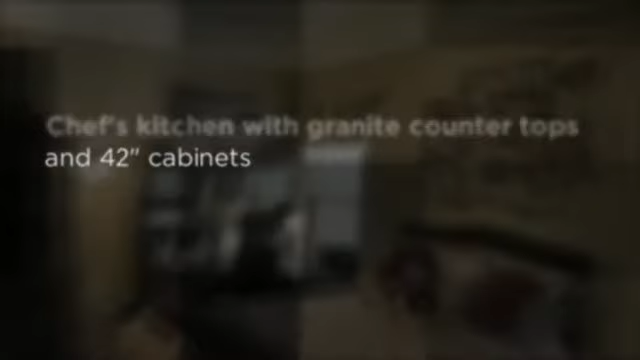 Chef's kitchen with granite counter tops
and 42" cabinets